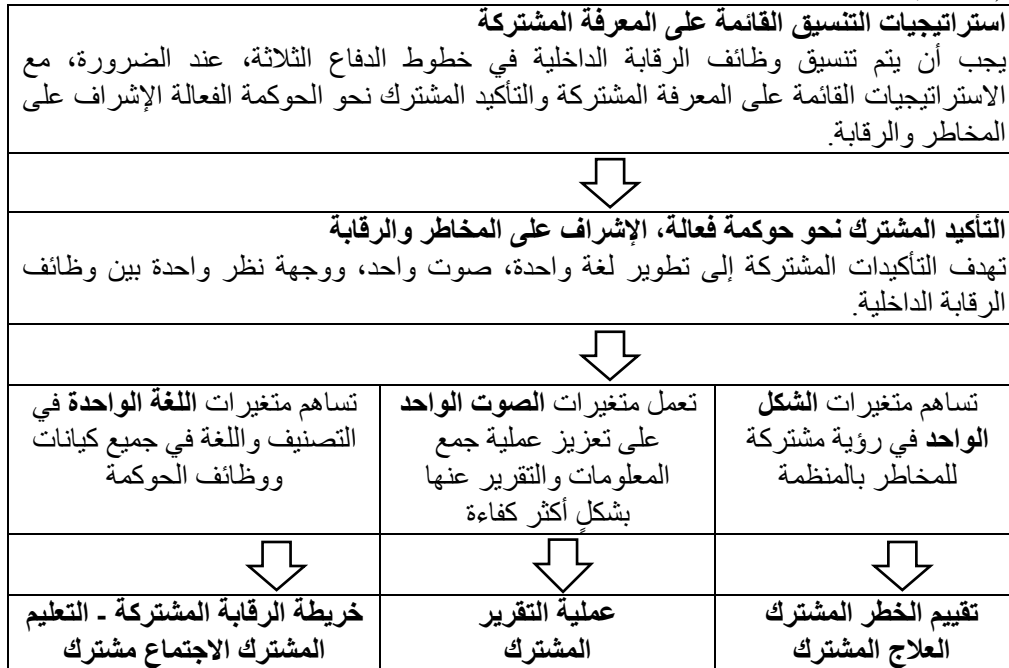 استراتيجيات التنسيق القائمة على المعرفة المشتركة
يجب أن يتم تنسيق وظائف الرقابة الداخلية في خطوط الدفاع الثلاثة، عند الضرورة، مع
الاستراتيجيات القائمة على المعرفة المشتركة والتأكيد المشترك نحو الحوكمة الفعالة الإشراف على
المخاطر والرقابة.
التأكيد المشترك نحو حوكمة فعالة، الإشراف على المخاطر والرقابة
تهدف التأكيدات المشتركة إلى تطوير لغة واحدة، صوت واحد، ووجهة نظر واحدة بين وظائف
الرقابة الداخلية.
تساهم متغيرات الشكل
الواحد في رؤية مشتركة
للمخاطر بالمنظمة
تعمل متغيرات الصوت الواحد
على تعزيز عملية جمع
المعلومات والتقرير عنها
بشكلٍ أكثر كفاءة
تساهم متغيرات اللغة الواحدة في
التصنيف واللغة في جميع كيانات
ووظائف الحوكمة
تقييم الخطر المشترك
العلاج المشترك
عملية التقرير
المشترك
خريطة الرقابة المشتركة - التعليم
المشترك الاجتماع مشترك